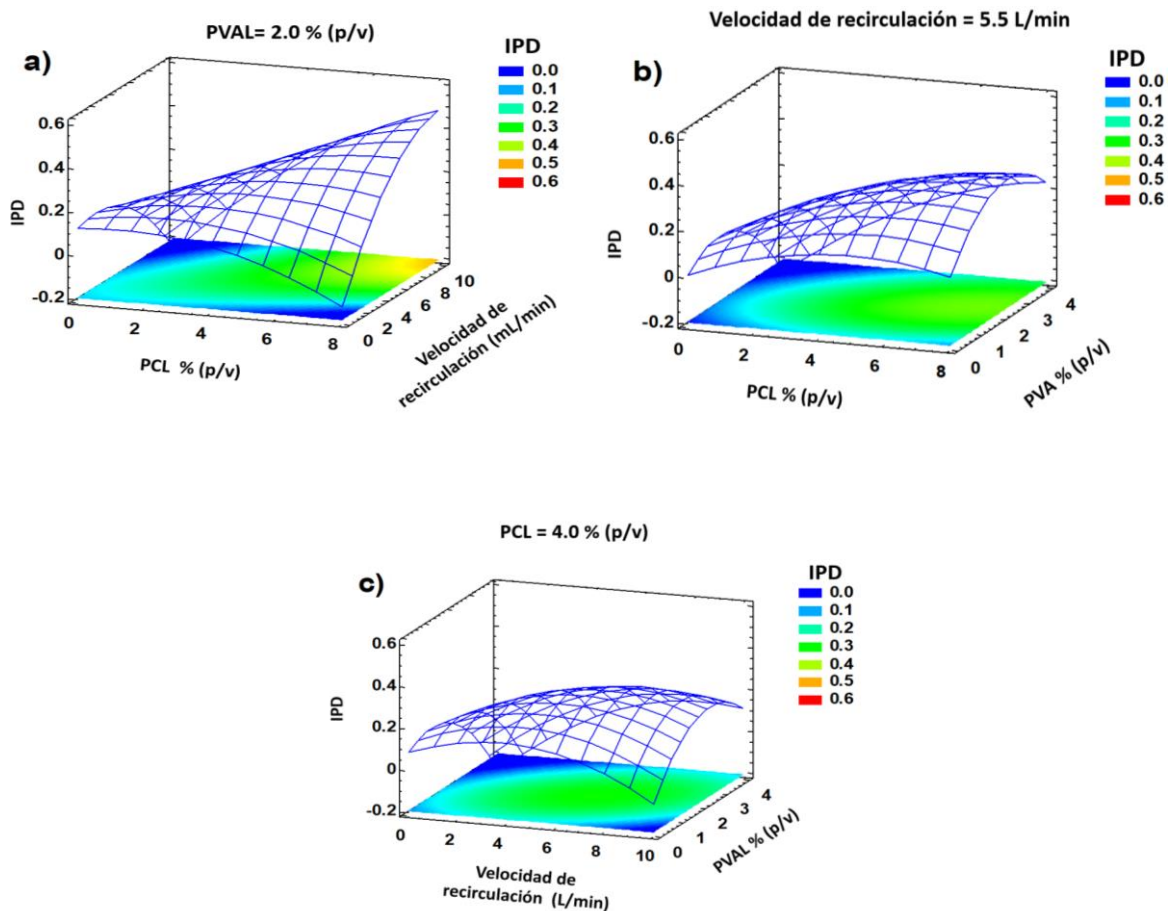 PVAL= 2.0 % (p/v)
a)
IPD
0.0
0.1
0.2
0.3
0.4
0.5
0.6
0.6
0.4
0.2
0
-0.2
IPD
0 2 4 6 8
PCL % (p/v)
0 2 4 6 8 10
Velocidad de
recirculación (mL/min)
Velocidad de recirculación = 5.5 L/min
b)
IPD
0.0
0.1
0.2
0.3
0.4
0.5
0.6
0.6
0.4
0.2
0
-0.2
IPD
0 2 4 6 8
PCL % (p/v)
0 1 2 3 4
PVA % (p/v)
PCL = 4.0 % (p/v)
c)
IPD
0.0
0.1
0.2
0.3
0.4
0.5
0.6
0.6
0.4
0.2
0
-0.2
IPD
0 2 4 6 8 10
Velocidad de
recirculación (L/min)
0 1 2 3 4
PVAL % (p/v)